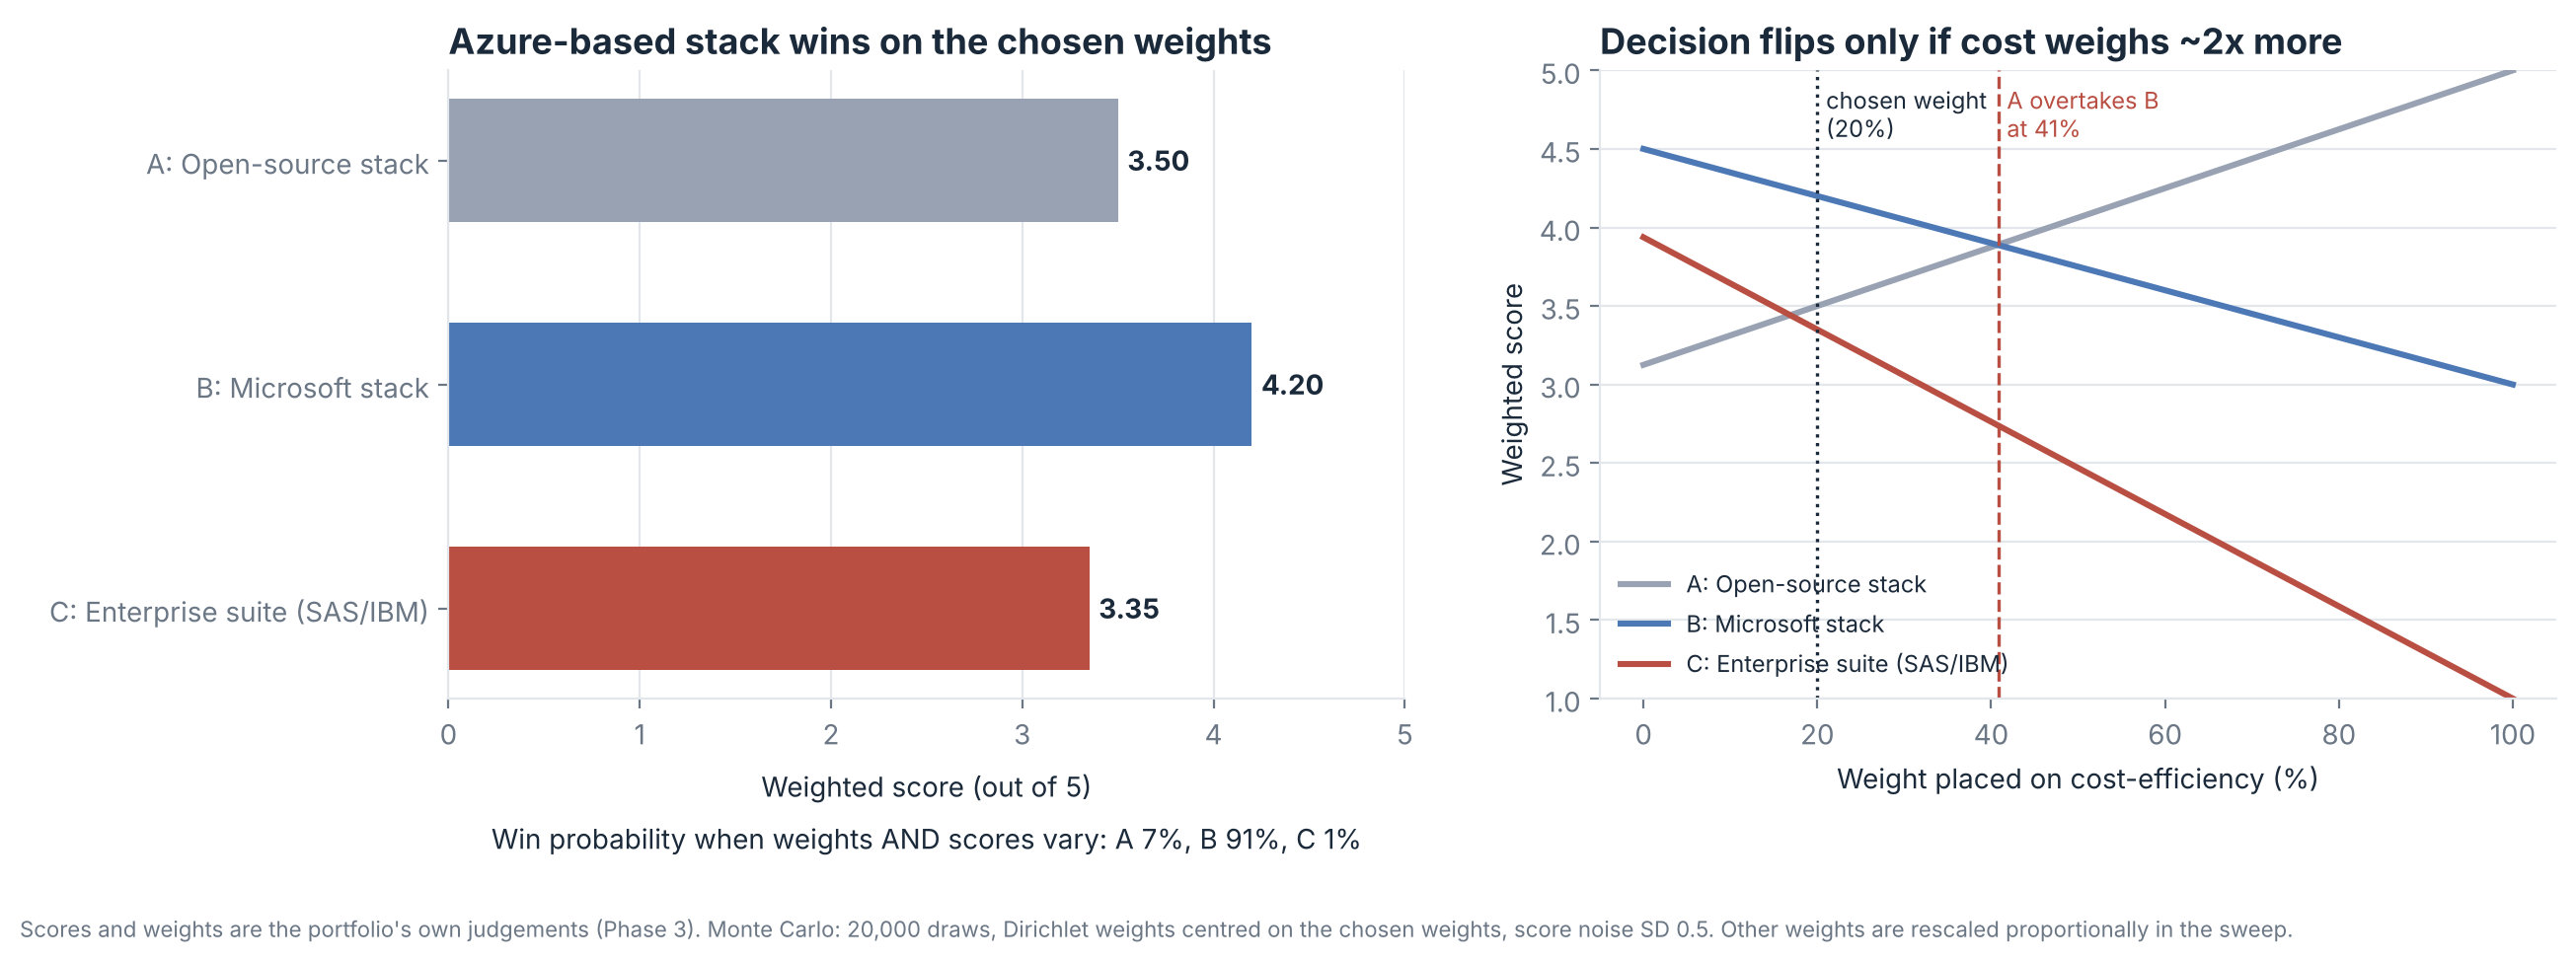 Azure-based stack wins on the chosen weights
A: Open-source stack
3.50
B: Microsoft stack
4.20
C: Enterprise suite (SAS/IBM)
3.35
0 1 2 3 4 5
Weighted score (out of 5)
Win probability when weights AND scores vary: A 7%, B 91%, C 1%
Decision flips only if cost weighs ~2x more
5.0
4.5
4.0
3.5
3.0
2.5
2.0
1.5
1.0
Weighted score
chosen weight
(20%)
A overtakes B
at 41%
A: Open-source stack
B: Microsoft stack
C: Enterprise suite (SAS/IBM)
0 20 40 60 80 100
Weight placed on cost-efficiency (%)
Scores and weights are the portfolio's own judgements (Phase 3). Monte Carlo: 20,000 draws, Dirichlet weights centred on the chosen weights, score noise SD 0.5. Other weights are rescaled proportionally in the sweep.